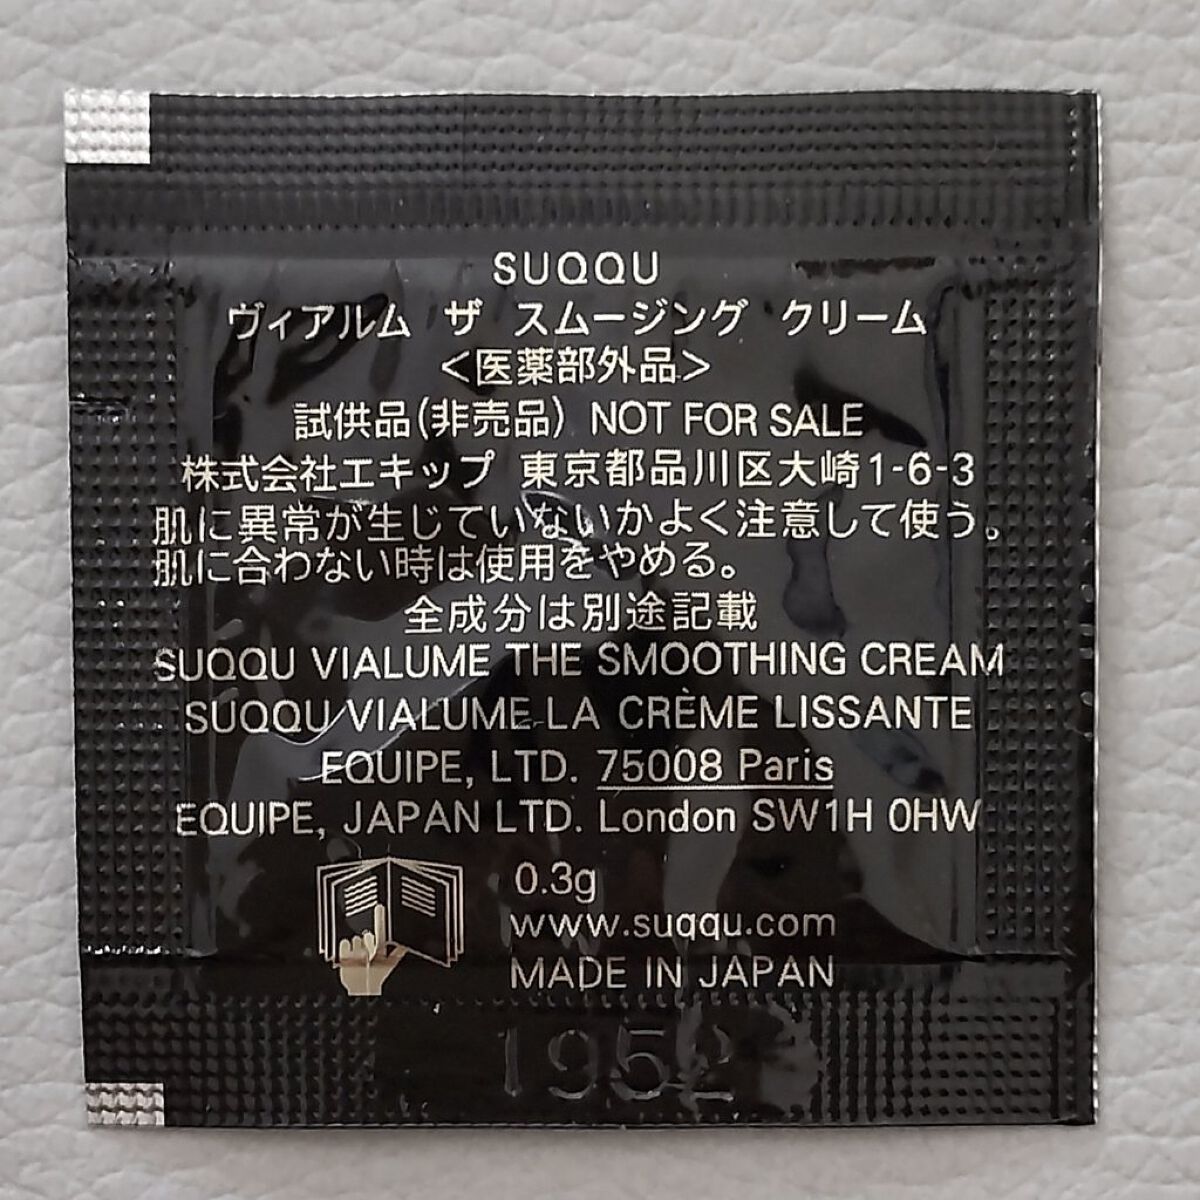 SUQQU
ヴィアルム ザ スムージング クリーム
<医薬部外品>
試供品(非売品) NOT FOR SALE
株式会社エキップ 東京都品川区大崎1-6-3
肌に異常が生じていないかよく注意して使う。
肌に合わない時は使用をやめる。
全成分は別途記載
SUQQU VIALUME THE SMOOTHING CREAM
SUQQU VIALUME LA CRÈME LISSANTE
EQUIPE, LTD. 75008 Paris
EQUIPE, JAPAN LTD. London SW1H 0HW
0.3g
www.suqqu.com
MADE IN JAPAN
1952